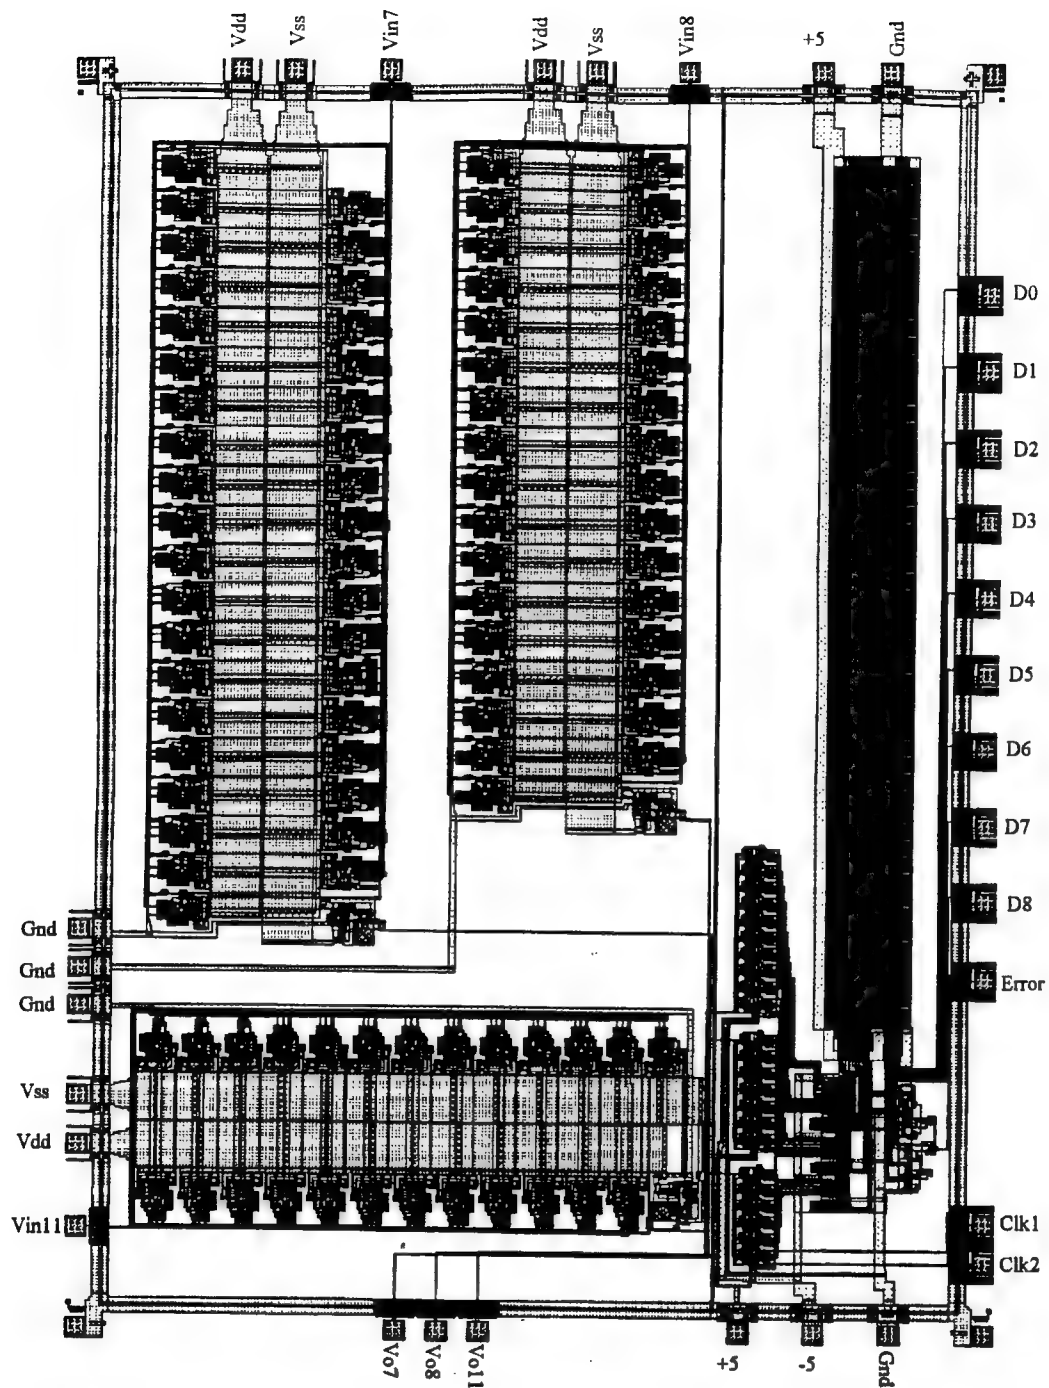 Vdd
Vss
Vin7
Vdd
Vss
Vin8
+5
Gnd
D0
D1
D2
D3
D4
D5
D6
D7
D8
Gnd
Gnd
Error
Gnd
Vss
Vdd
Vin11
Clk1
Clk2
Vo7
Vo8
Vo11
+5
-5
Gnd